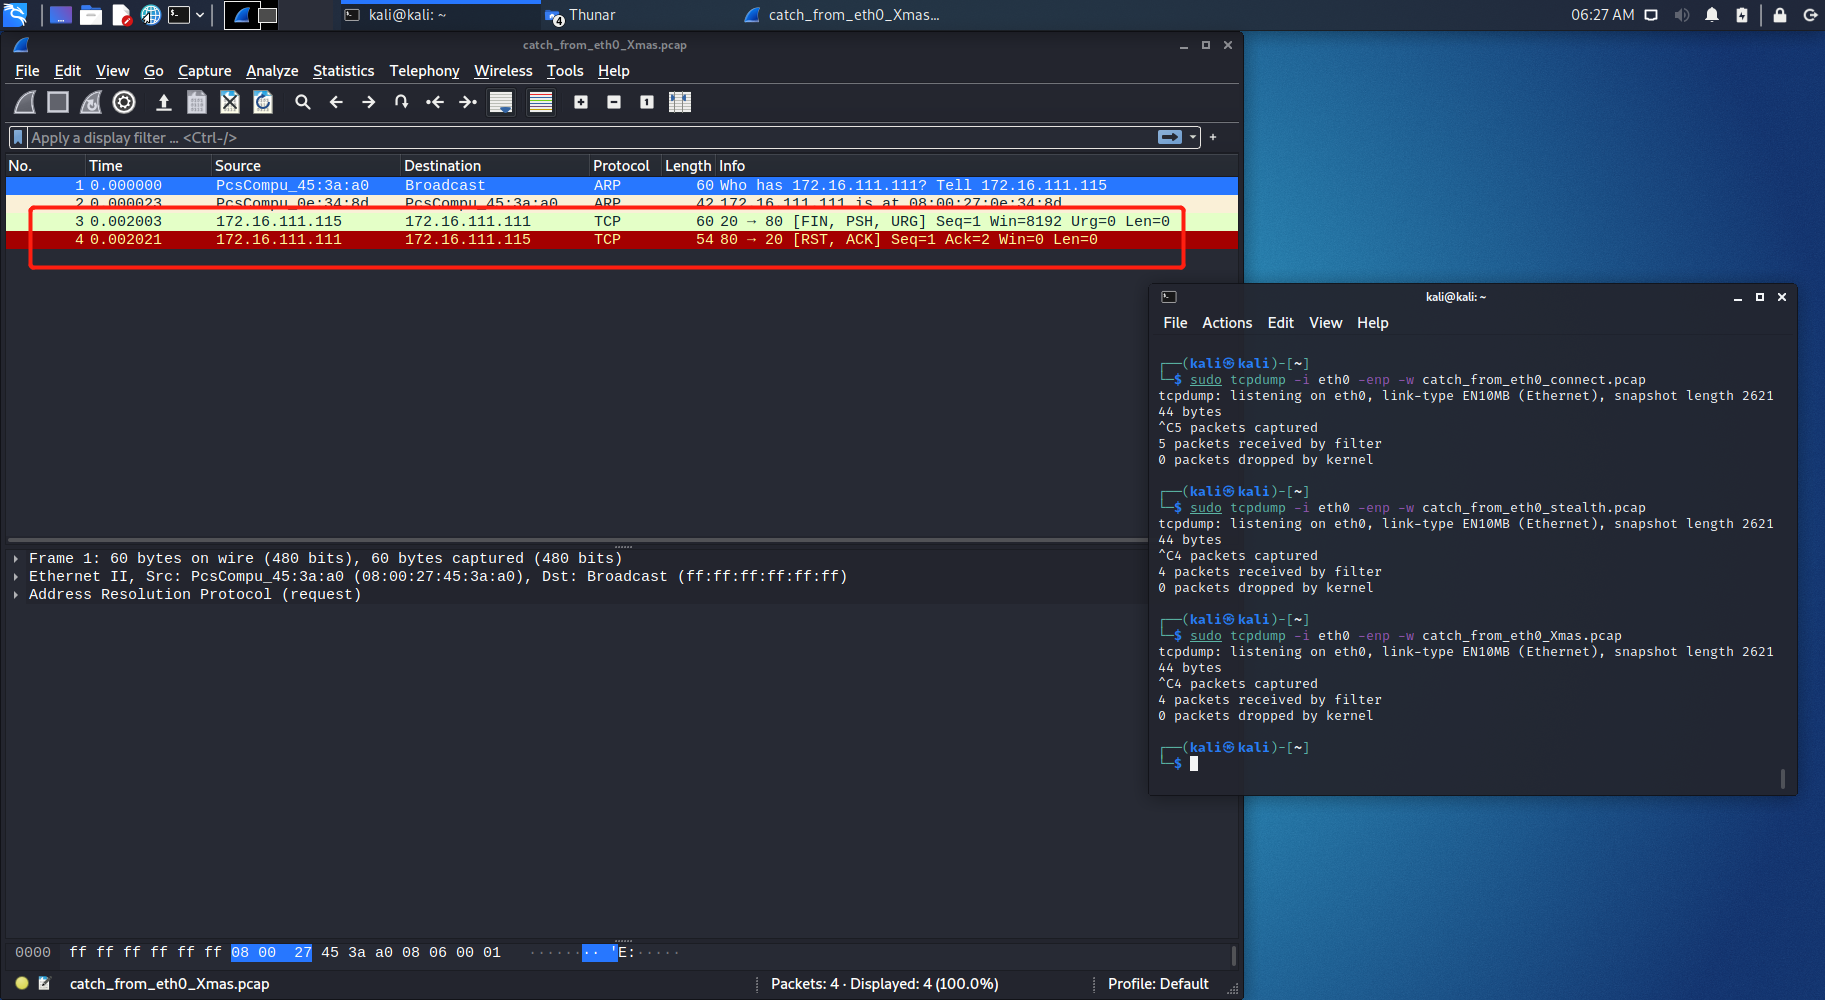 kali@kali: ~
4 Thunar
catch_from_eth0_Xmas...
06:27 AM
catch_from_eth0_Xmas.pcap
File Edit View Go Capture Analyze Statistics Telephony Wireless Tools Help
Apply a display filter ... <Ctrl-/>
+
No. Time Source Destination Protocol Length Info
1 0.000000 PcsCompu_45:3a:a0 Broadcast ARP 60 Who has 172.16.111.111? Tell 172.16.111.115
2 0.000023 PcsCompu_0e:34:8d PcsCompu_45:3a:a0 ARP 42 172.16.111.111 is at 08:00:27:0e:34:8d
3 0.002003 172.16.111.115 172.16.111.111 TCP 60 20 → 80 [FIN, PSH, URG] Seq=1 Win=8192 Urg=0 Len=0
4 0.002021 172.16.111.111 172.16.111.115 TCP 54 80 → 20 [RST, ACK] Seq=1 Ack=2 Win=0 Len=0
Frame 1: 60 bytes on wire (480 bits), 60 bytes captured (480 bits)
Ethernet II, Src: PcsCompu_45:3a:a0 (08:00:27:45:3a:a0), Dst: Broadcast (ff:ff:ff:ff:ff:ff)
Address Resolution Protocol (request)
0000 ff ff ff ff ff ff 08 00 27 45 3a a0 08 06 00 01 ········ 'E:·····
catch_from_eth0_Xmas.pcap
Packets: 4 · Displayed: 4 (100.0%)
Profile: Default
kali@kali: ~
File Actions Edit View Help
┌──(kali㉿kali)-[~]
└─$ sudo tcpdump -i eth0 -enp -w catch_from_eth0_connect.pcap
tcpdump: listening on eth0, link-type EN10MB (Ethernet), snapshot length 2621
44 bytes
^C5 packets captured
5 packets received by filter
0 packets dropped by kernel
┌──(kali㉿kali)-[~]
└─$ sudo tcpdump -i eth0 -enp -w catch_from_eth0_stealth.pcap
tcpdump: listening on eth0, link-type EN10MB (Ethernet), snapshot length 2621
44 bytes
^C4 packets captured
4 packets received by filter
0 packets dropped by kernel
┌──(kali㉿kali)-[~]
└─$ sudo tcpdump -i eth0 -enp -w catch_from_eth0_Xmas.pcap
tcpdump: listening on eth0, link-type EN10MB (Ethernet), snapshot length 2621
44 bytes
^C4 packets captured
4 packets received by filter
0 packets dropped by kernel
┌──(kali㉿kali)-[~]
└─$